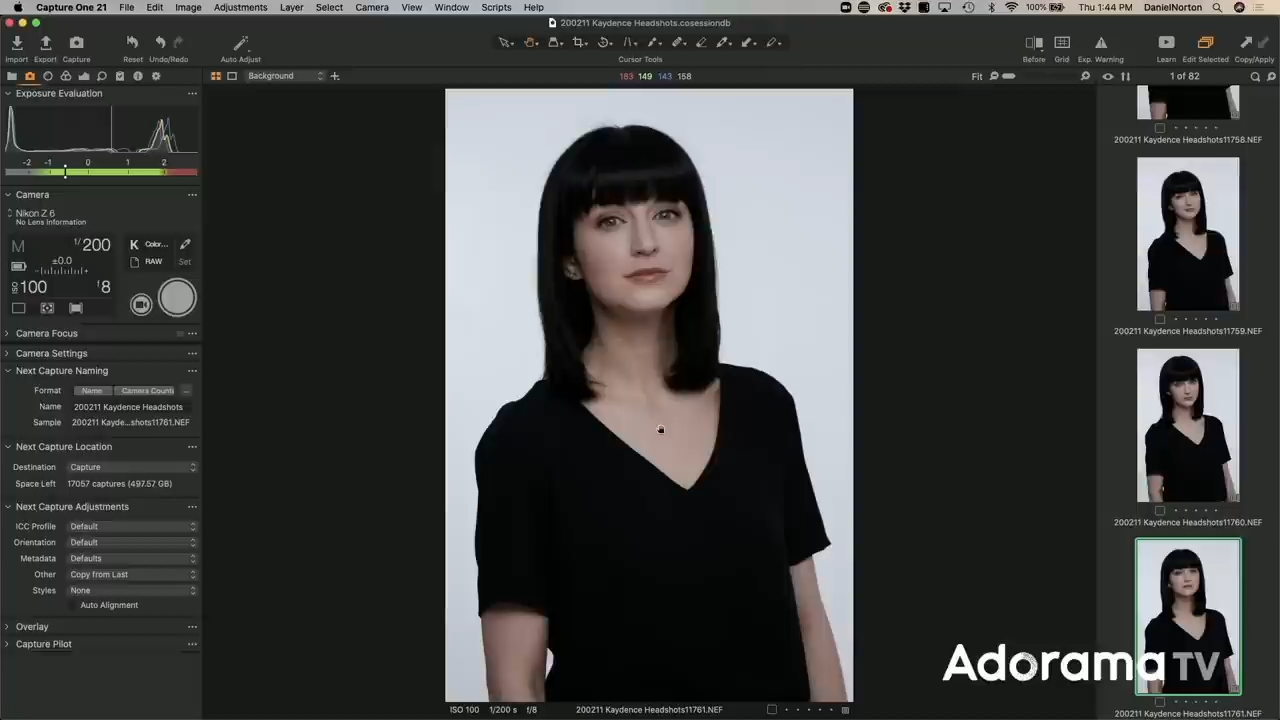 Capture One 21 File Edit Image Adjustments Layer Select Camera View Window Scripts Help 100% Thu 1:44 PM DanielNorton
200211 Kaydence Headshots.cosessiondb
Import Export Capture Reset Undo/Redo Auto Adjust Cursor Tools Before Grid Exp. Warning Learn Edit Selected Copy/Apply
Background 183 149 143 158 Fit 1 of 82
Exposure Evaluation
-2 -1 0 1 2
Camera
Nikon Z 6
No Lens Information
M 1/200 K Color...
±0.0 RAW Set
ISO 100 f 8
Camera Focus
Camera Settings
Next Capture Naming
Format Name Camera Count
Name 200211 Kaydence Headshots
Sample 200211 Kayde...shots11761.NEF
Next Capture Location
Destination Capture
Space Left 17057 captures (497.57 GB)
Next Capture Adjustments
ICC Profile Default
Orientation Default
Metadata Defaults
Other Copy from Last
Styles None
Auto Alignment
Overlay
Capture Pilot
200211 Kaydence Headshots11758.NEF
200211 Kaydence Headshots11759.NEF
200211 Kaydence Headshots11760.NEF
Adorama TV
ISO 100 1/200 s f/8 200211 Kaydence Headshots11761.NEF
200211 Kaydence Headshots11761.NEF